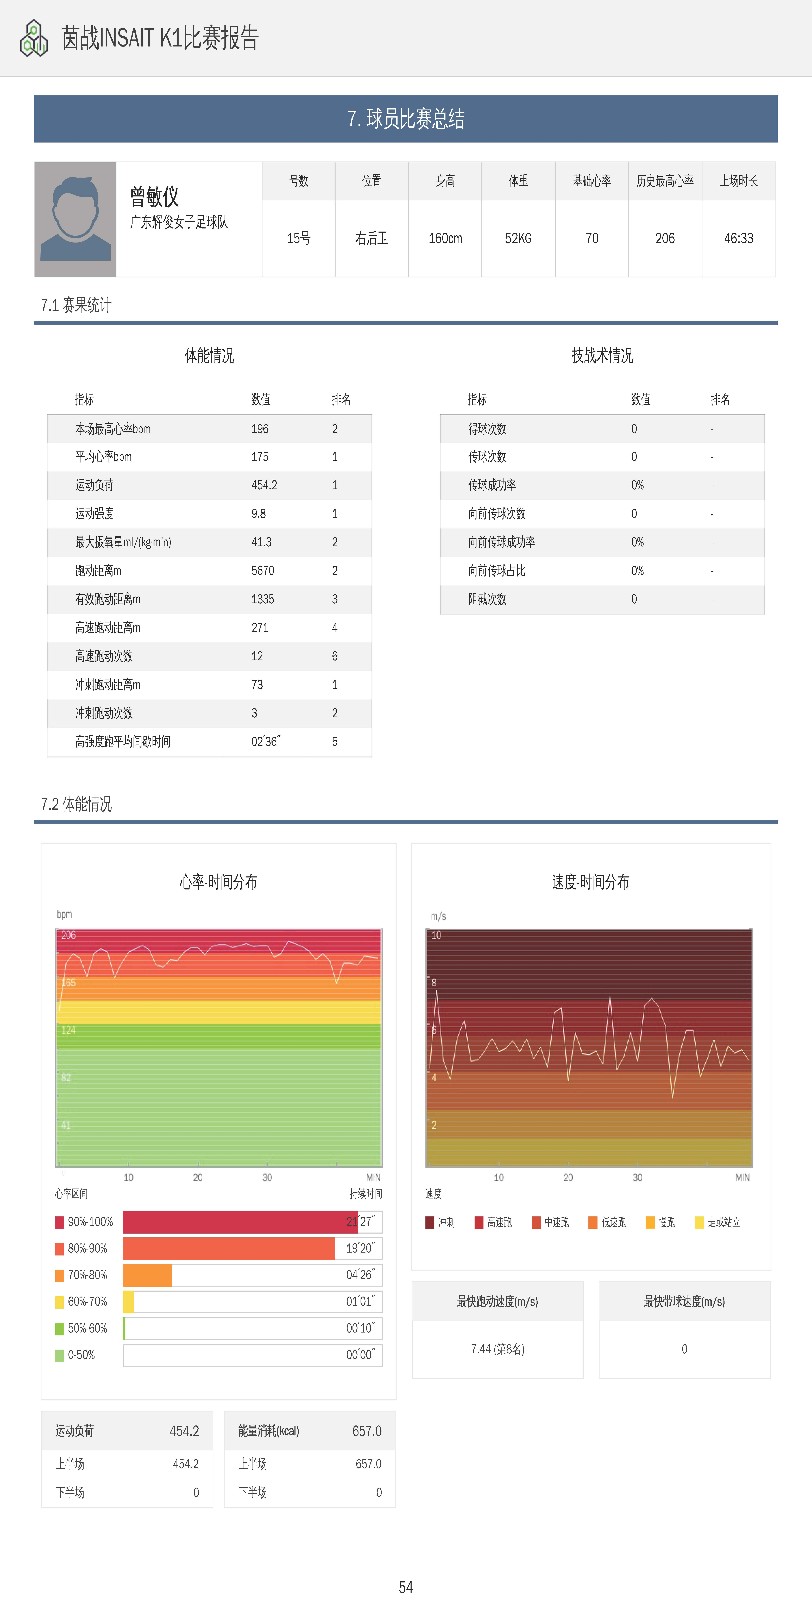 茵战INSAIT K1比赛报告
7. 球员比赛总结
曾敏仪
广东辉俊女子足球队
号数 位置 身高 体重 基础心率 历史最高心率 上场时长
15号 右后卫 160cm 52KG 70 206 46:33
7.1 赛果统计
体能情况
指标 数值 排名
本场最高心率bpm 196 2
平均心率bpm 175 1
运动负荷 454.2 1
运动强度 9.8 1
最大摄氧量ml/(kg·min) 41.3 2
跑动距离m 5670 2
有效跑动距离m 1335 3
高速跑动距离m 271 4
高速跑动次数 12 6
冲刺跑动距离m 73 1
冲刺跑动次数 3 2
高强度跑平均间歇时间 02'36" 5
技战术情况
指标 数值 排名
得球次数 0 -
传球次数 0 -
传球成功率 0%
向前传球次数 0 -
向前传球成功率 0%
向前传球占比 0% -
阻截次数 0
7.2 体能情况
心率-时间分布
bpm
206
165
124
82
41
10 20 30 MIN
心率区间 持续时间
90%-100% 21'27"
80%-90% 19'20"
70%-80% 04'26"
60%-70% 01'01"
50%-60% 00'10"
0-50% 00'00"
速度-时间分布
m/s
10
8
6
4
2
10 20 30 MIN
速度
冲刺 高速跑 中速跑 低速跑 慢跑 走或站立
最快跑动速度(m/s) 最快带球速度(m/s)
7.44 (第8名) 0
运动负荷 454.2
上半场 454.2
下半场 0
能量消耗(kcal) 657.0
上半场 657.0
下半场 0
54